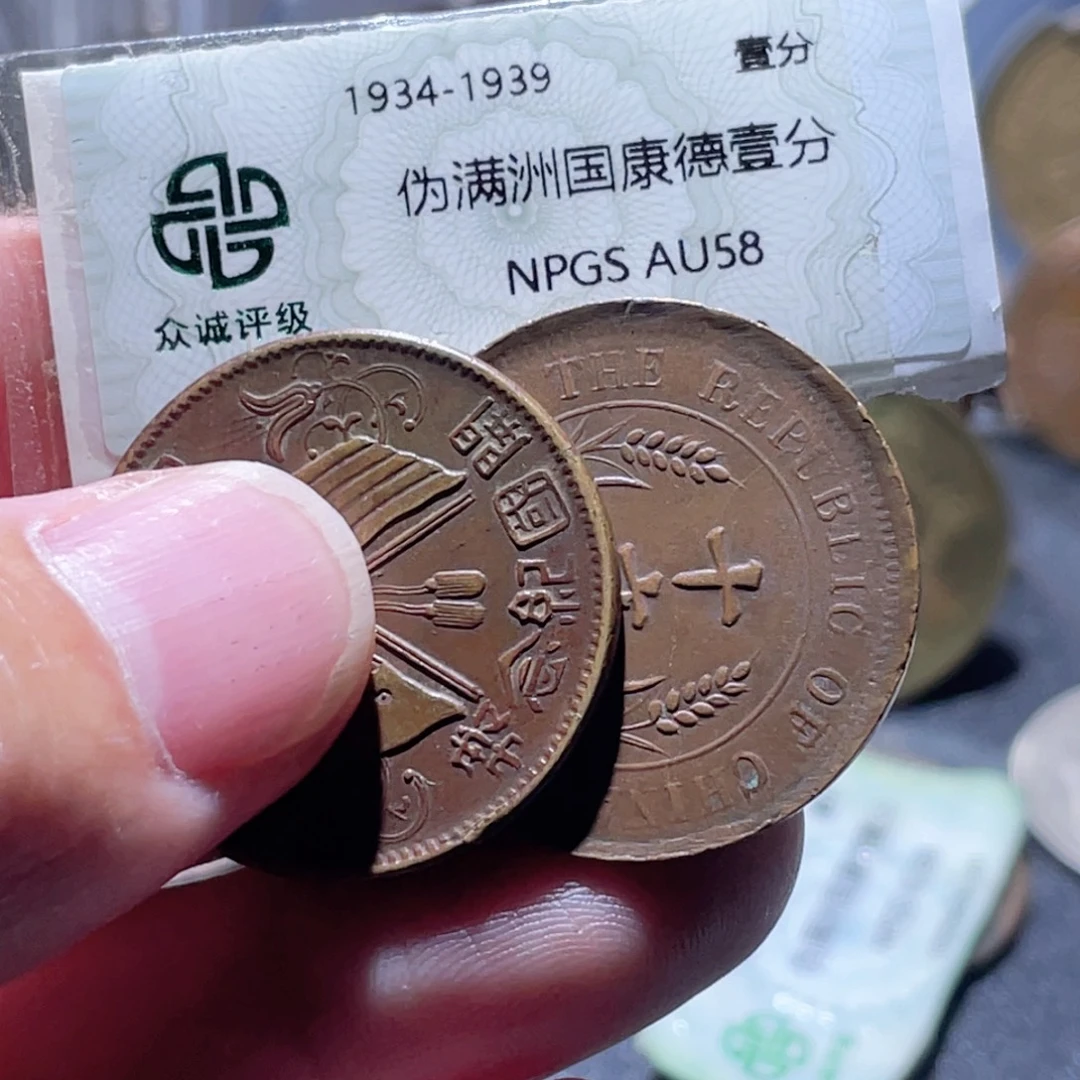 壹分
1934-1939
伪满洲国康德壹分
NPGS AU58
众诚评级
開國紀念幣
THE REPUBLIC OF CHINA
十